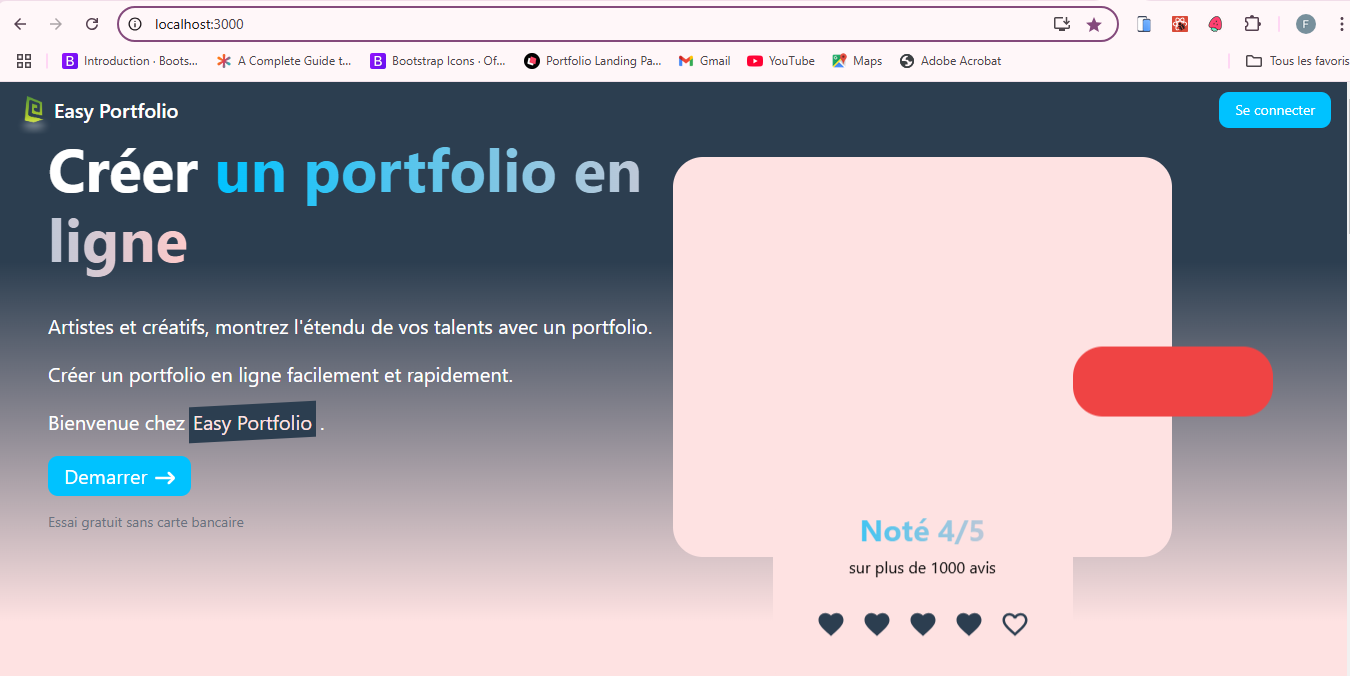 localhost:3000
F
Introduction · Boots...
A Complete Guide t...
Bootstrap Icons · Of...
Portfolio Landing Pa...
Gmail
YouTube
Maps
Adobe Acrobat
Tous les favoris
Easy Portfolio
Se connecter
Créer un portfolio en
ligne
Artistes et créatifs, montrez l'étendu de vos talents avec un portfolio.
Créer un portfolio en ligne facilement et rapidement.
Bienvenue chez Easy Portfolio .
Demarrer →
Essai gratuit sans carte bancaire
Noté 4/5
sur plus de 1000 avis